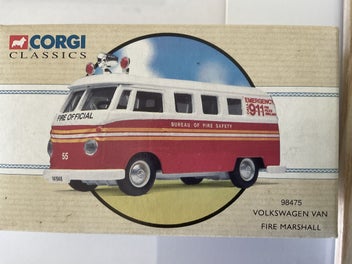 CORGI
CLASSICS
FIRE OFFICIAL
EMERGENCY
911
BUREAU OF FIRE SAFETY
55
98475
VOLKSWAGEN VAN
FIRE MARSHALL